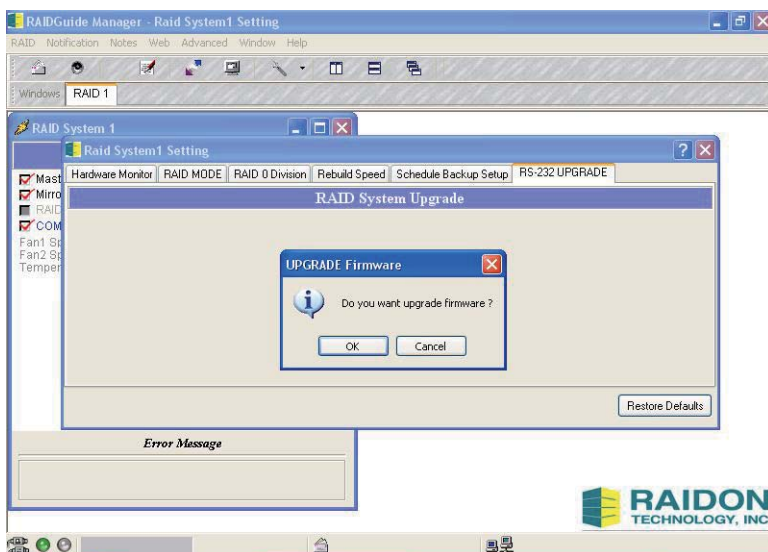 RAIDGuide Manager - Raid System1 Setting
RAID Notification Notes Web Advanced Window Help
Windows RAID 1
RAID System 1
Raid System1 Setting
Hardware Monitor RAID MODE RAID 0 Division Rebuild Speed Schedule Backup Setup RS-232 UPGRADE
RAID System Upgrade
Mast
Mirro
RAID
COM
Fan1 Sp
Fan2 Sp
Temper
UPGRADE Firmware
Do you want upgrade firmware ?
OK Cancel
Restore Defaults
Error Message
RAIDON
TECHNOLOGY, INC